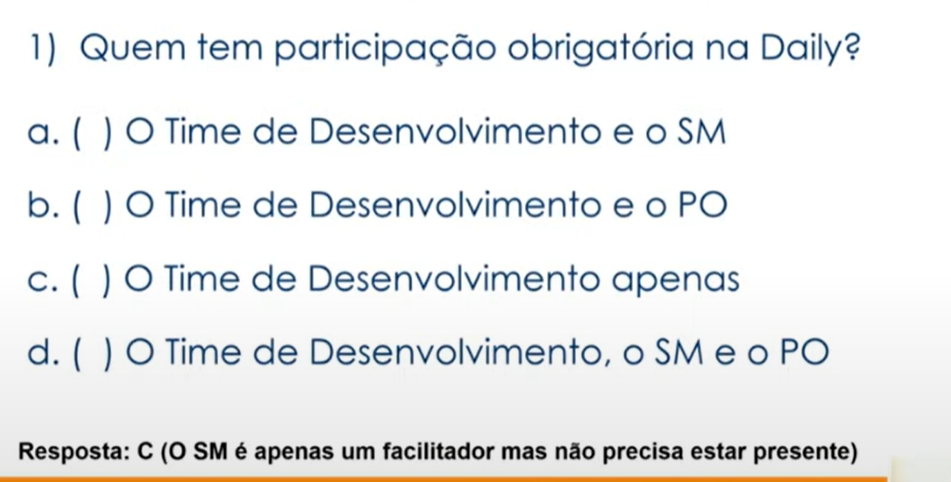 1) Quem tem participação obrigatória na Daily?
a. ( ) O Time de Desenvolvimento e o SM
b. ( ) O Time de Desenvolvimento e o PO
c. ( ) O Time de Desenvolvimento apenas
d. ( ) O Time de Desenvolvimento, o SM e o PO
Resposta: C (O SM é apenas um facilitador mas não precisa estar presente)